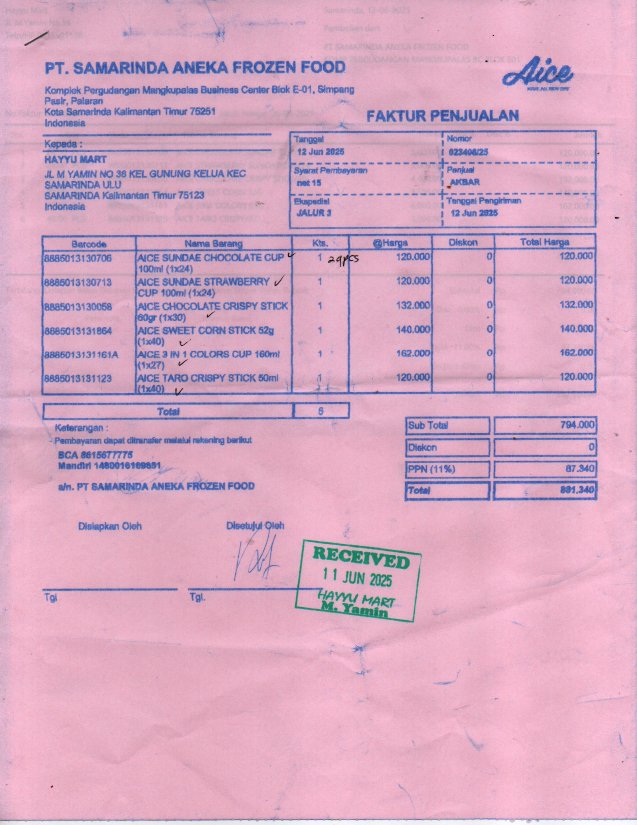 PT. SAMARINDA ANEKA FROZEN FOOD
Aice
Komplek Pergudangan Mangkupalas Business Center Blok E-01, Simpang
Pasir, Palaran
Kota Samarinda Kalimantan Timur 75251
Indonesia
FAKTUR PENJUALAN
Kepada :
HAYYU MART
JL M YAMIN NO 36 KEL GUNUNG KELUA KEC
SAMARINDA ULU
SAMARINDA Kalimantan Timur 75123
Indonesia
Tanggal Nomor
12 Jun 2025 023406/25
Syarat Pembayaran Penjual
net 15 AKBAR
Ekspedisi Tanggal Pengiriman
JALUR 3 12 Jun 2025
Barcode Nama Barang Kts. @Harga Diskon Total Harga
8885013130706 AICE SUNDAE CHOCOLATE CUP 1 24pcs 120.000 0 120.000
100ml (1x24)
8885013130713 AICE SUNDAE STRAWBERRY 1 120.000 0 120.000
CUP 100ml (1x24)
8885013130058 AICE CHOCOLATE CRISPY STICK 1 132.000 0 132.000
60gr (1x30)
8885013131864 AICE SWEET CORN STICK 52g 1 140.000 0 140.000
(1x40)
8885013131161A AICE 3 IN 1 COLORS CUP 160ml 1 162.000 0 162.000
(1x27)
8885013131123 AICE TARO CRISPY STICK 50ml 1 120.000 0 120.000
(1x40)
Total 6
Keterangan :
- Pembayaran dapat ditransfer melalui rekening berikut
BCA 8615677775
Mandiri 1480016169851
a/n. PT SAMARINDA ANEKA FROZEN FOOD
Sub Total 794.000
Diskon 0
PPN (11%) 87.340
Total 881.340
Disiapkan Oleh Disetujui Oleh
RECEIVED
11 JUN 2025
HAYYU MART
M. Yamin
Tgl Tgl.